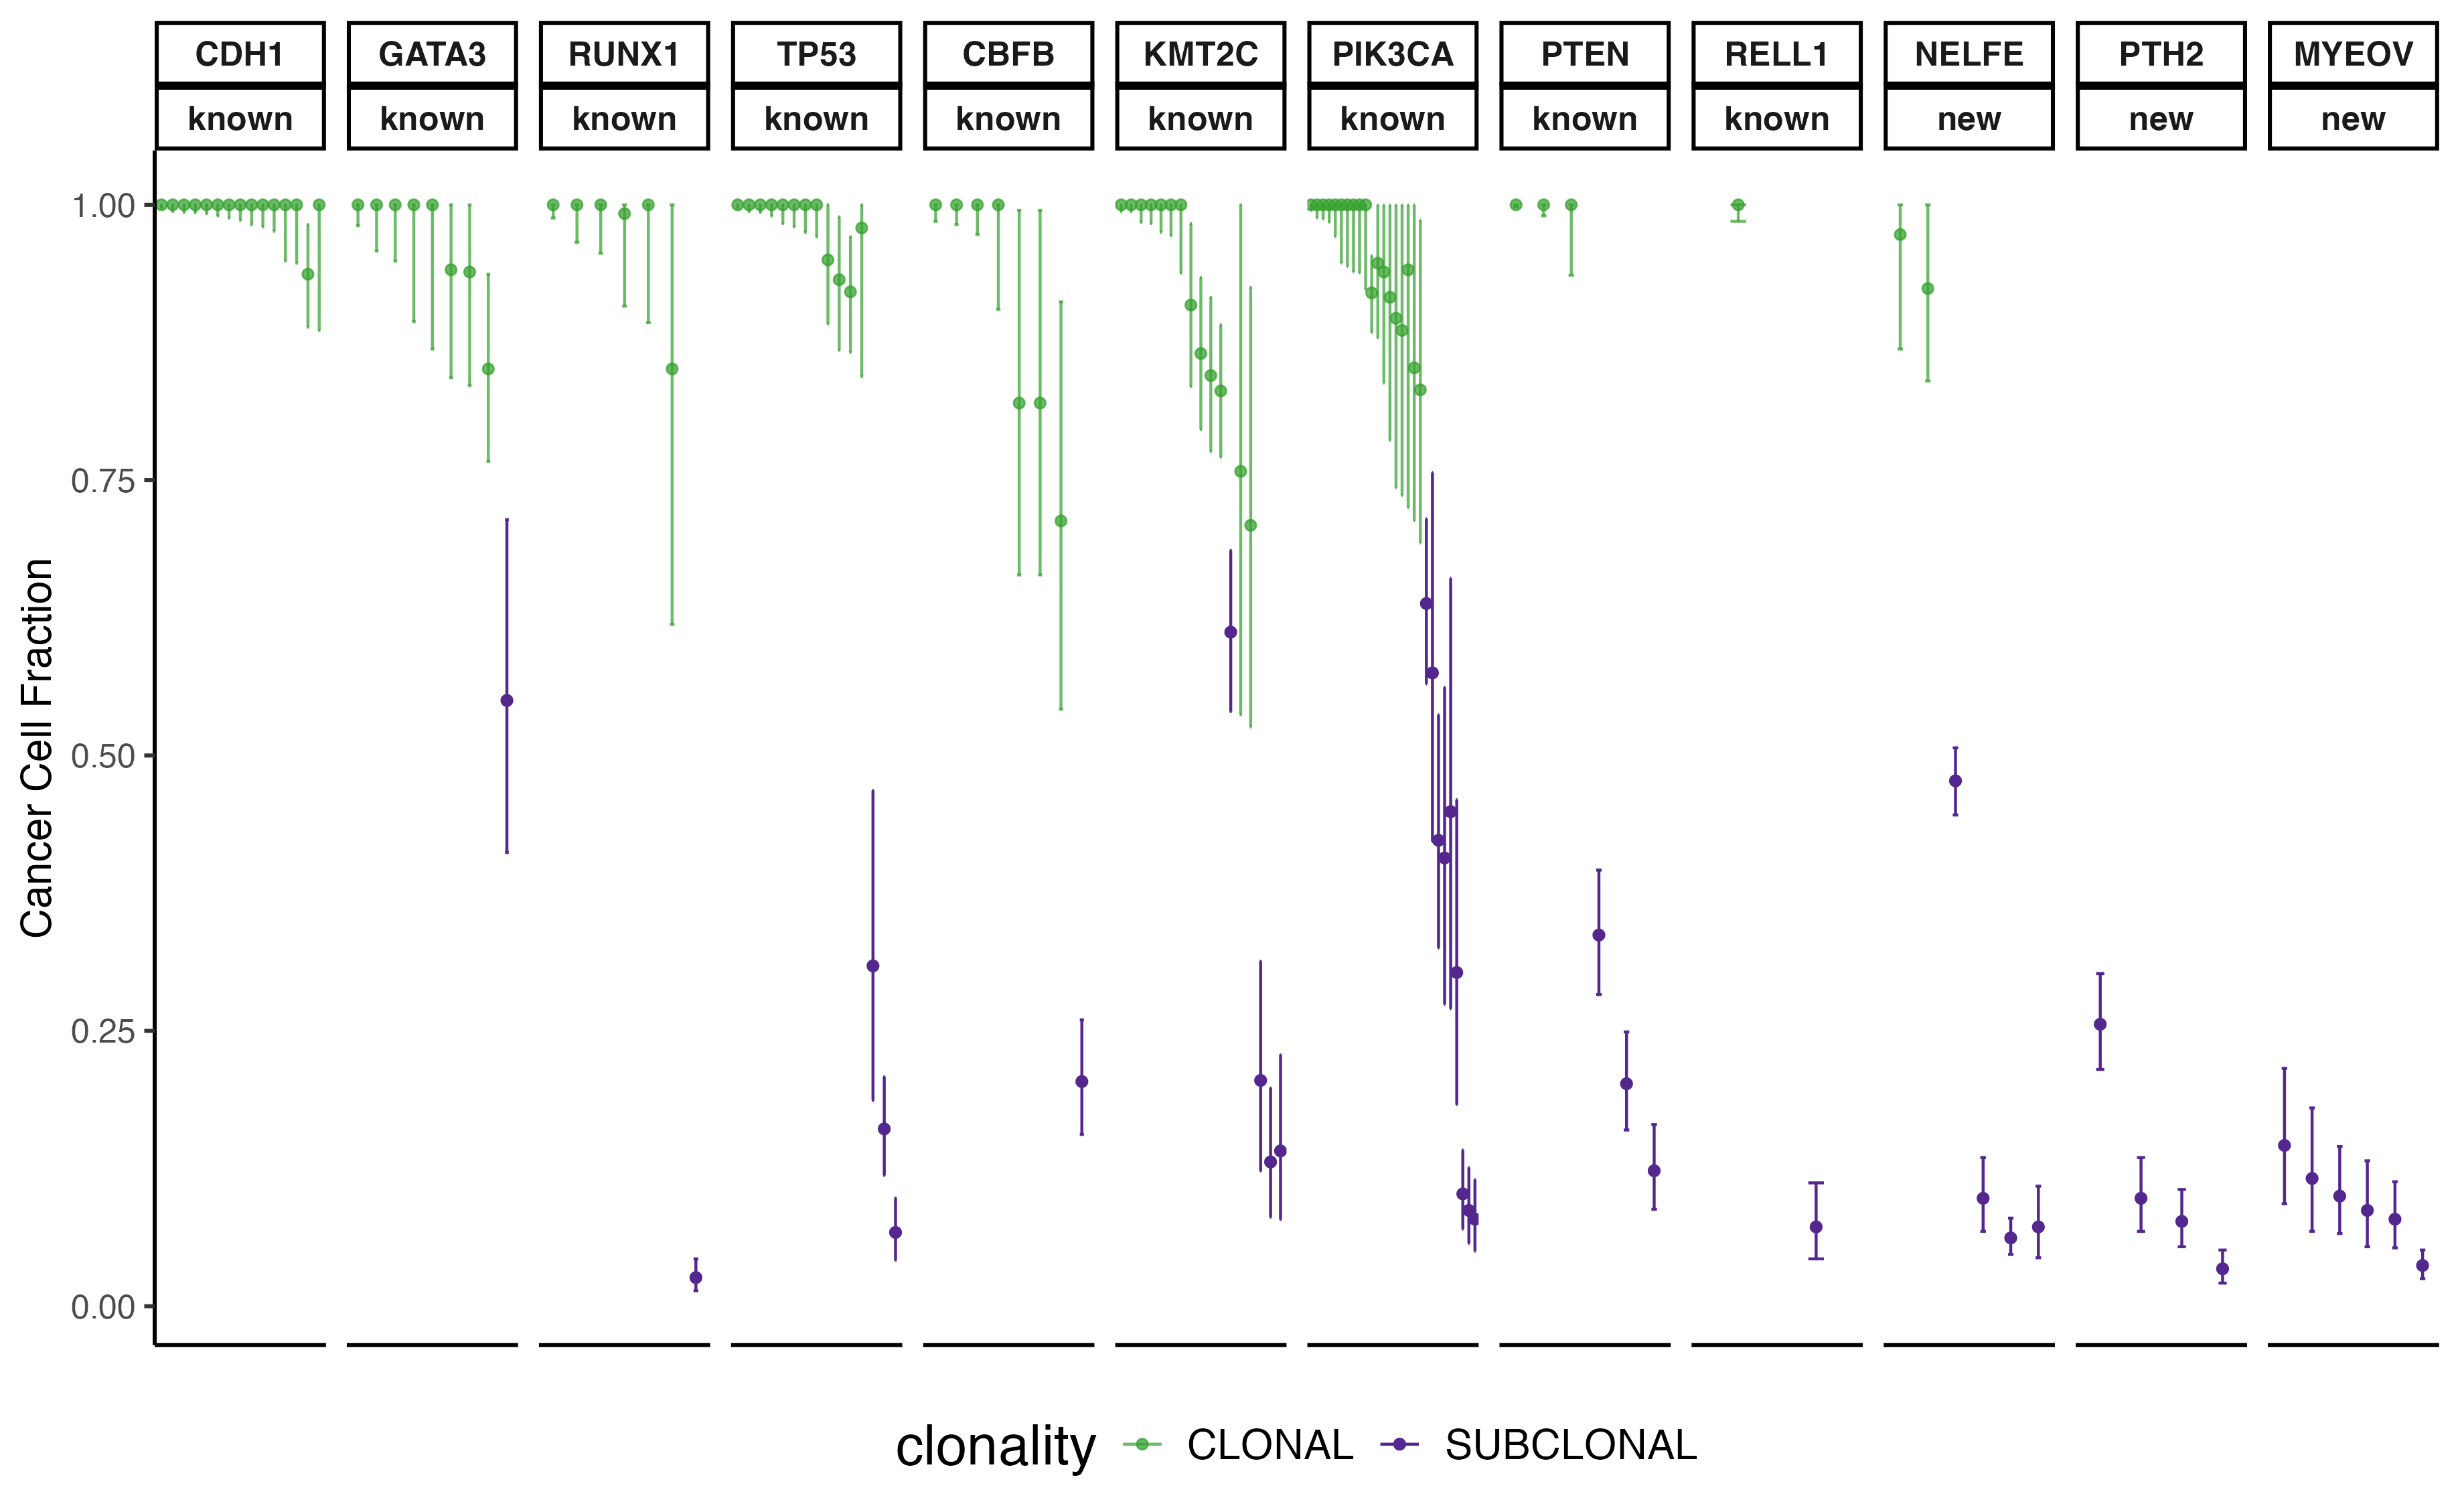 CDH1 GATA3 RUNX1 TP53 CBFB KMT2C PIK3CA PTEN RELL1 NELFE PTH2 MYEOV
known known known known known known known known known new new new
1.00
0.75
0.50
0.25
0.00
Cancer Cell Fraction
clonality CLONAL SUBCLONAL